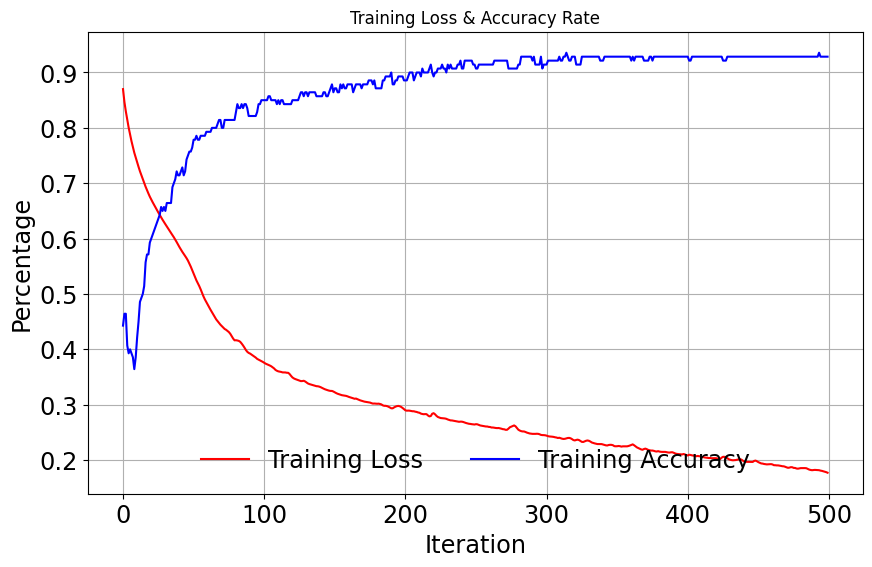 Training Loss & Accuracy Rate
0.9
0.8
0.7
0.6
0.5
0.4
0.3
0.2
Percentage
Training Loss Training Accuracy
0 100 200 300 400 500
Iteration